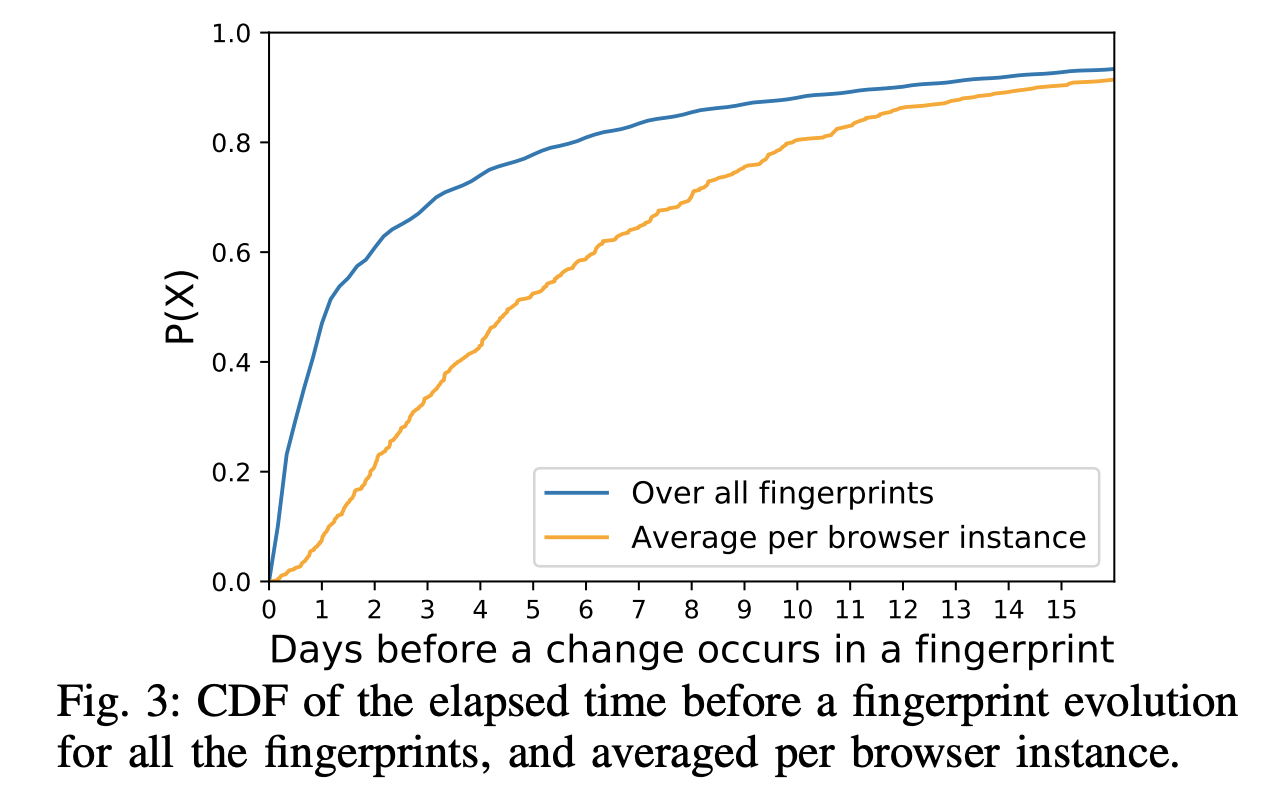 1.0
0.8
0.6
0.4
0.2
0.0
P(X)
Over all fingerprints
Average per browser instance
0 1 2 3 4 5 6 7 8 9 10 11 12 13 14 15
Days before a change occurs in a fingerprint
Fig. 3: CDF of the elapsed time before a fingerprint evolution
for all the fingerprints, and averaged per browser instance.